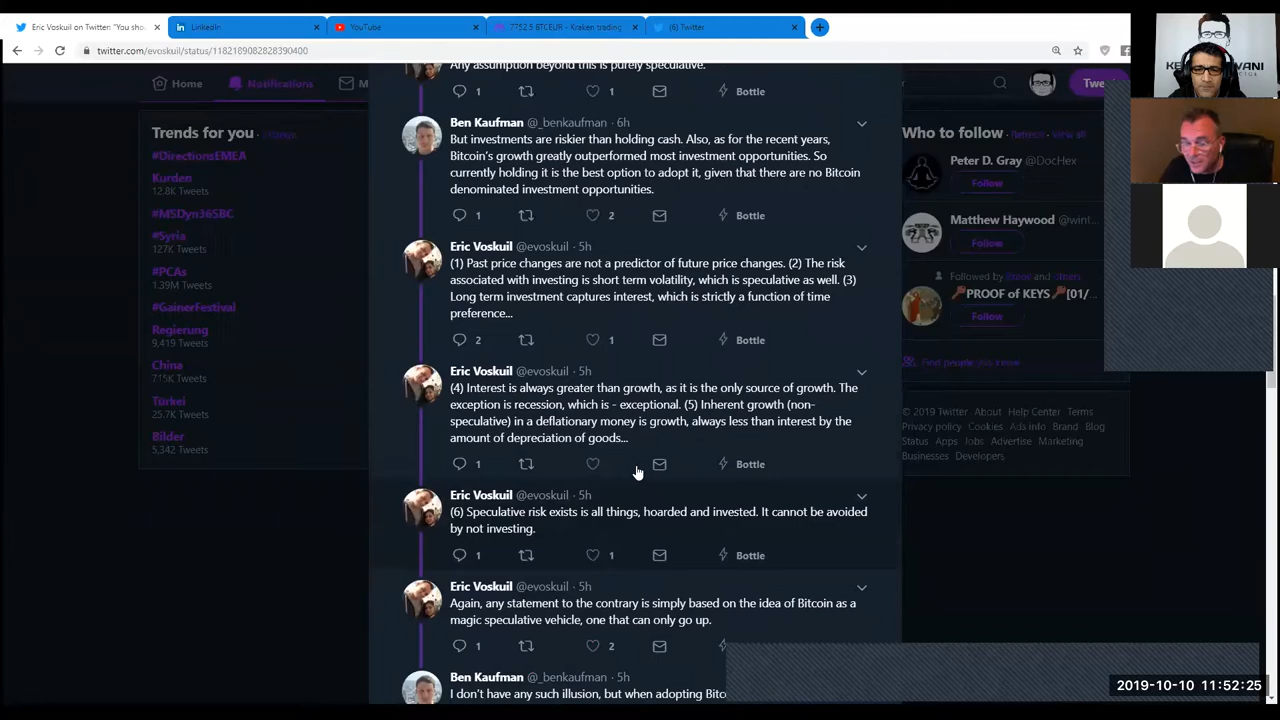 Eric Voskuil on Twitter: "You shou
LinkedIn
YouTube
7752.5 BTCEUR - Kraken trading
(6) Twitter
twitter.com/evoskuil/status/1182189082828390400
Home
Notifications
M
Twe
Trends for you
#DirectionsEMEA
Kurden
12.8K Tweets
#MSDyn365BC
#Syria
127K Tweets
#PCAs
1.39M Tweets
#GainerFestival
Regierung
9,419 Tweets
China
715K Tweets
Türkei
25.7K Tweets
Bilder
5,342 Tweets
Any assumption beyond this is purely speculative.
1
1
Bottle
Ben Kaufman @_benkaufman · 6h
But investments are riskier than holding cash. Also, as for the recent years,
Bitcoin's growth greatly outperformed most investment opportunities. So
currently holding it is the best option to adopt it, given that there are no Bitcoin
denominated investment opportunities.
1
2
Bottle
Eric Voskuil @evoskuil · 5h
(1) Past price changes are not a predictor of future price changes. (2) The risk
associated with investing is short term volatility, which is speculative as well. (3)
Long term investment captures interest, which is strictly a function of time
preference...
2
1
Bottle
Eric Voskuil @evoskuil · 5h
(4) Interest is always greater than growth, as it is the only source of growth. The
exception is recession, which is - exceptional. (5) Inherent growth (non-
speculative) in a deflationary money is growth, always less than interest by the
amount of depreciation of goods...
1
Bottle
Eric Voskuil @evoskuil · 5h
(6) Speculative risk exists is all things, hoarded and invested. It cannot be avoided
by not investing.
1
1
Bottle
Eric Voskuil @evoskuil · 5h
Again, any statement to the contrary is simply based on the idea of Bitcoin as a
magic speculative vehicle, one that can only go up.
1
2
Ben Kaufman @_benkaufman · 5h
I don't have any such illusion, but when adopting Bitco
Who to follow
Refresh · View all
Peter D. Gray @DocHex
Follow
Matthew Haywood @wint...
Follow
Followed by
PROOF of KEYS [01/...
Follow
Find people you know
© 2019 Twitter About Help Center Terms
Privacy policy Cookies Ads info Brand Blog
Status Apps Jobs Advertise Marketing
Businesses Developers
2019-10-10 11:52:25